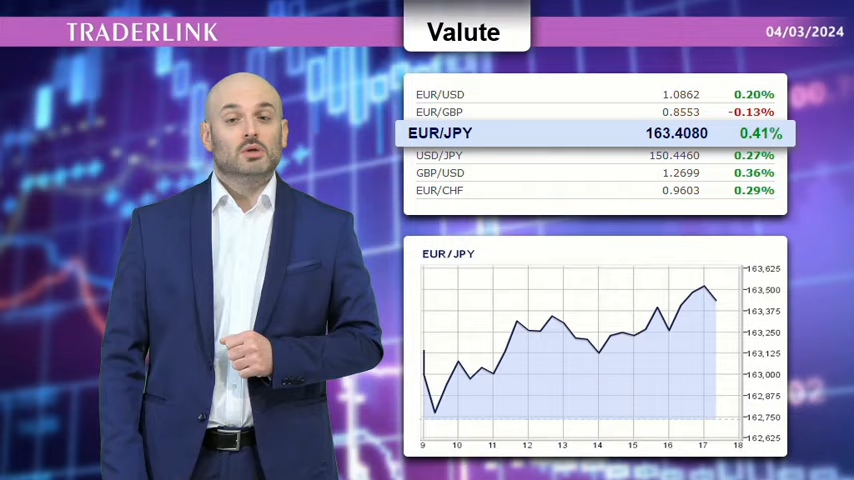 TRADERLINK
Valute
04/03/2024
EUR/USD 1.0862 0.20%
EUR/GBP 0.8553 -0.13%
EUR/JPY 163.4080 0.41%
USD/JPY 150.4460 0.27%
GBP/USD 1.2699 0.36%
EUR/CHF 0.9603 0.29%
EUR/JPY
163,625
163,500
163,375
163,250
163,125
163,000
162,875
162,750
162,625
9 10 11 12 13 14 15 16 17 18